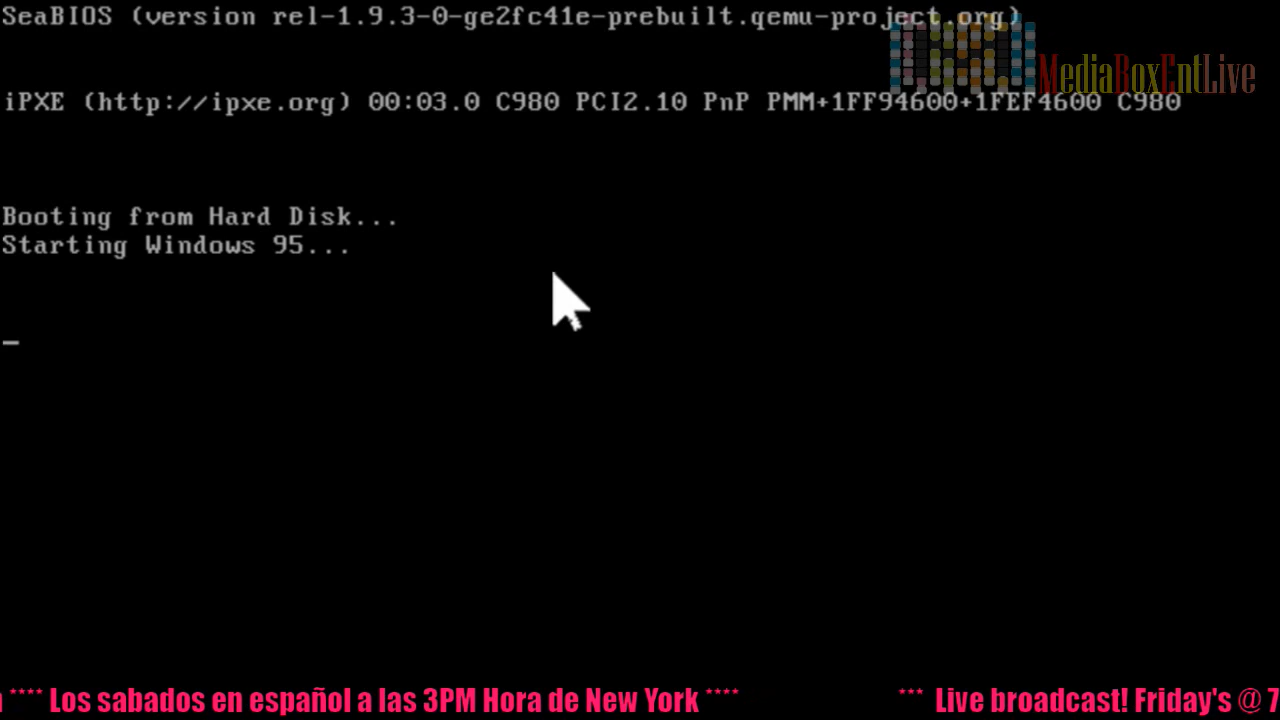 SeaBIOS (version rel-1.9.3-0-ge2fc41e-prebuilt.qemu-project.org)
MediaBoxEntLive
iPXE (http://ipxe.org) 00:03.0 C980 PCI2.10 PnP PMM+1FF94600+1FEF4600 C980
Booting from Hard Disk...
Starting Windows 95...
_
**** Los sabados en español a las 3PM Hora de New York **** *** Live broadcast! Friday's @ 7